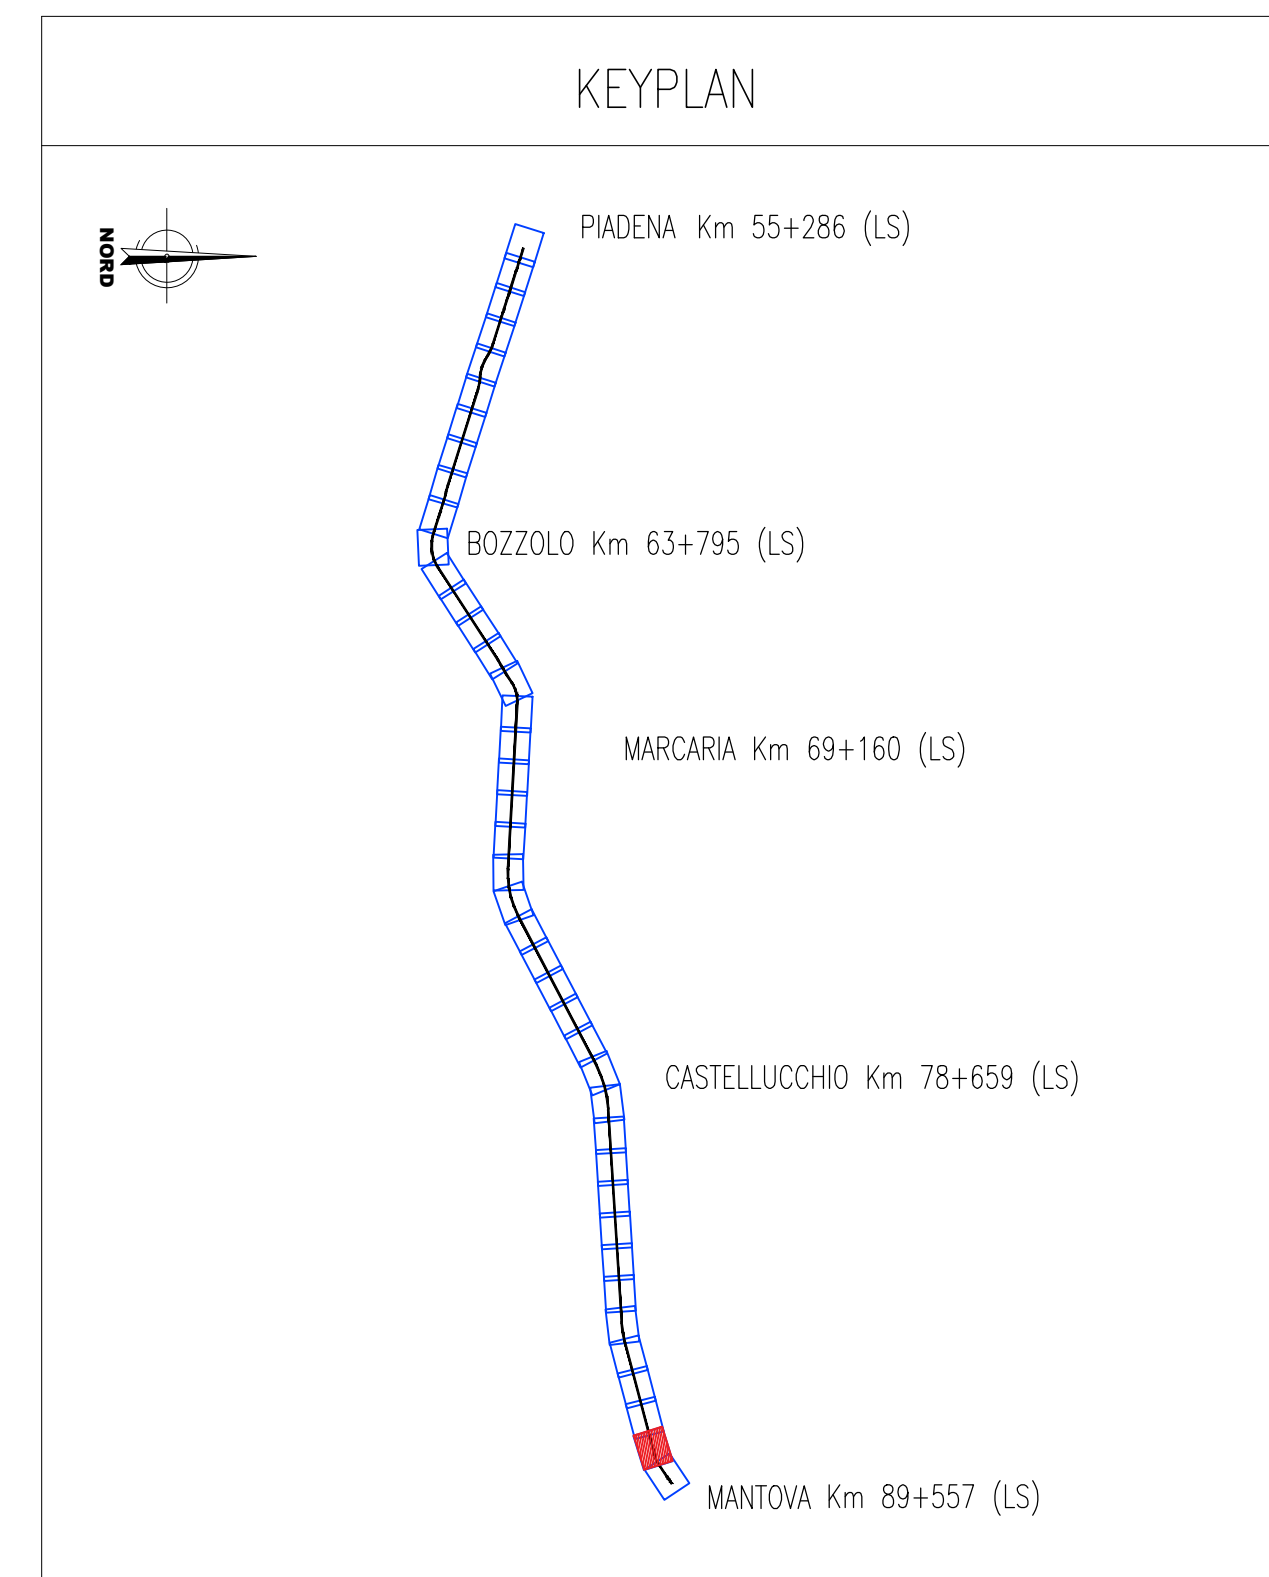 KEYPLAN
NORD
PIADENA Km 55+286 (LS)
BOZZOLO Km 63+795 (LS)
MARCARIA Km 69+160 (LS)
CASTELLUCCHIO Km 78+659 (LS)
MANTOVA Km 89+557 (LS)